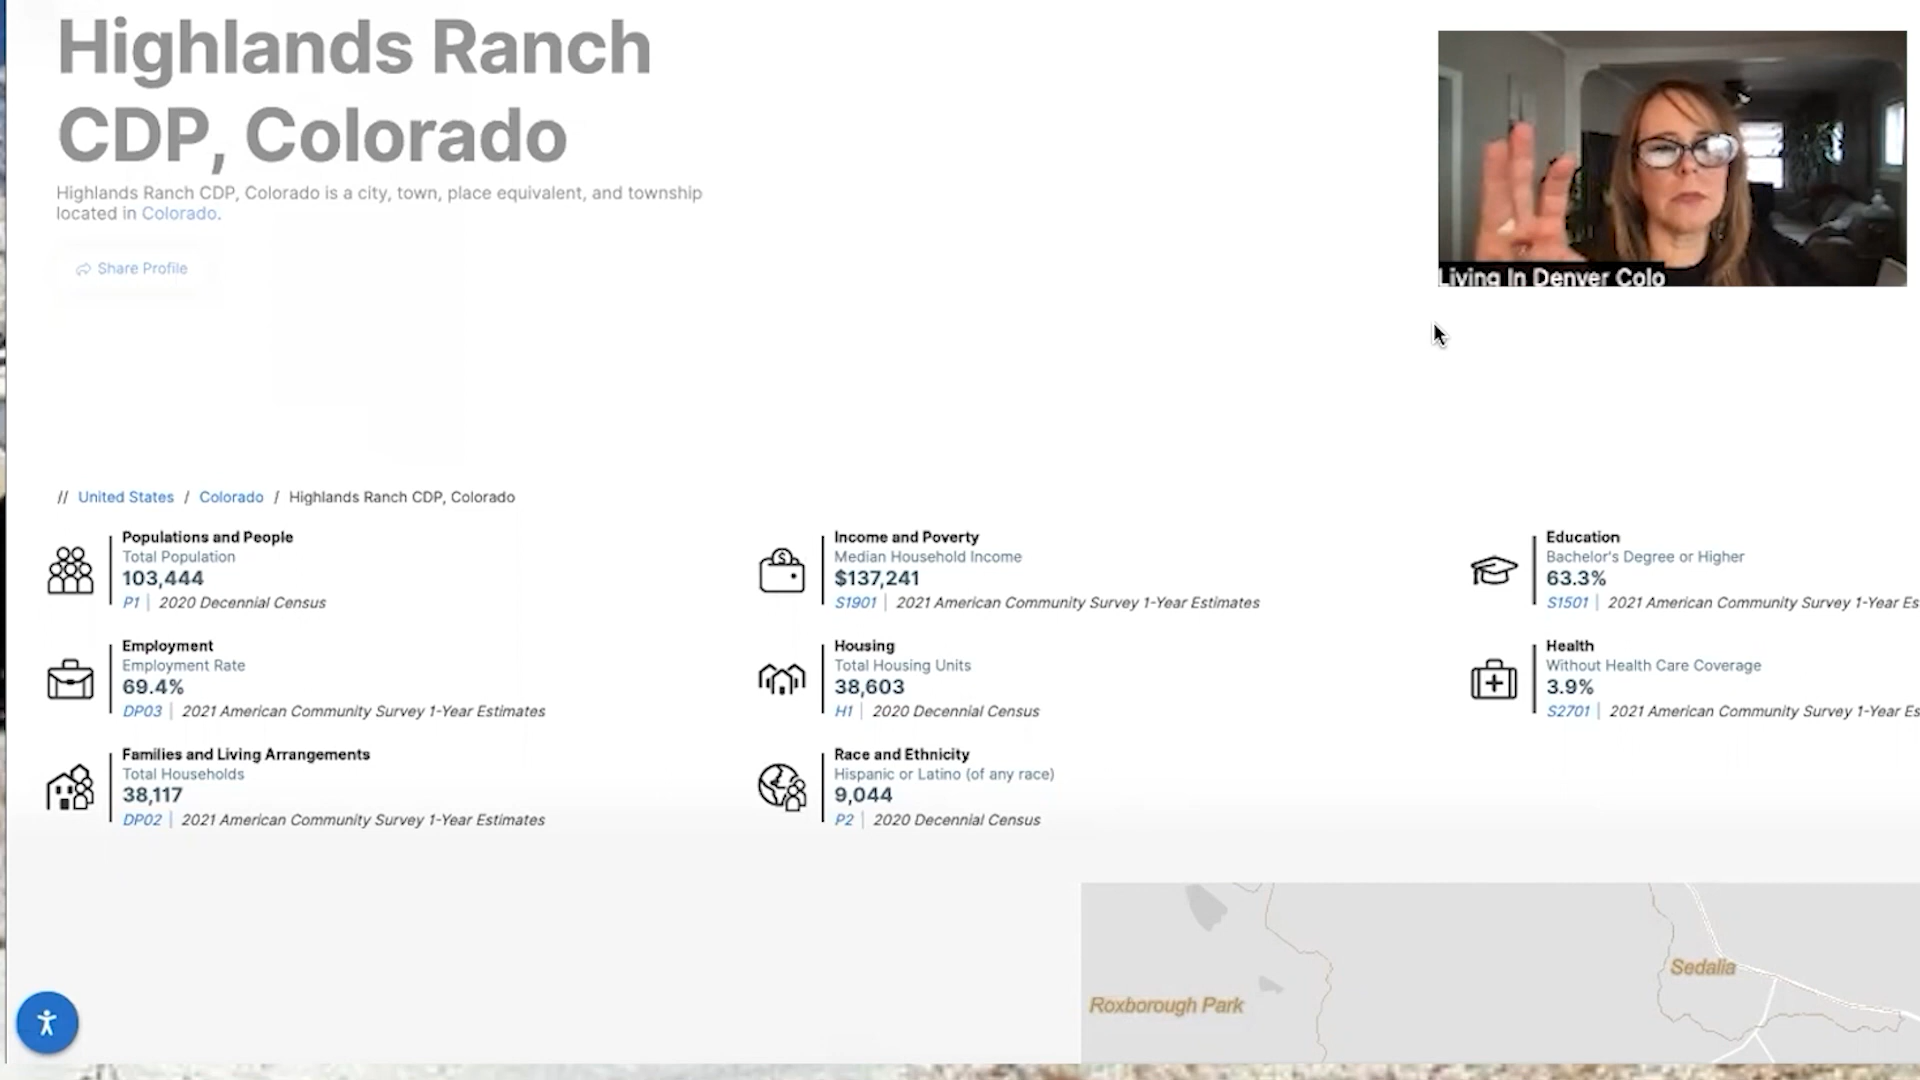 Highlands Ranch
CDP, Colorado
Highlands Ranch CDP, Colorado is a city, town, place equivalent, and township
located in Colorado.
Share Profile
Living In Denver Colo
// United States / Colorado / Highlands Ranch CDP, Colorado
Populations and People
Total Population
103,444
P1 | 2020 Decennial Census
Income and Poverty
Median Household Income
$137,241
S1901 | 2021 American Community Survey 1-Year Estimates
Education
Bachelor's Degree or Higher
63.3%
S1501 | 2021 American Community Survey 1-Year Es
Employment
Employment Rate
69.4%
DP03 | 2021 American Community Survey 1-Year Estimates
Housing
Total Housing Units
38,603
H1 | 2020 Decennial Census
Health
Without Health Care Coverage
3.9%
S2701 | 2021 American Community Survey 1-Year Es
Families and Living Arrangements
Total Households
38,117
DP02 | 2021 American Community Survey 1-Year Estimates
Race and Ethnicity
Hispanic or Latino (of any race)
9,044
P2 | 2020 Decennial Census
Sedalia
Roxborough Park